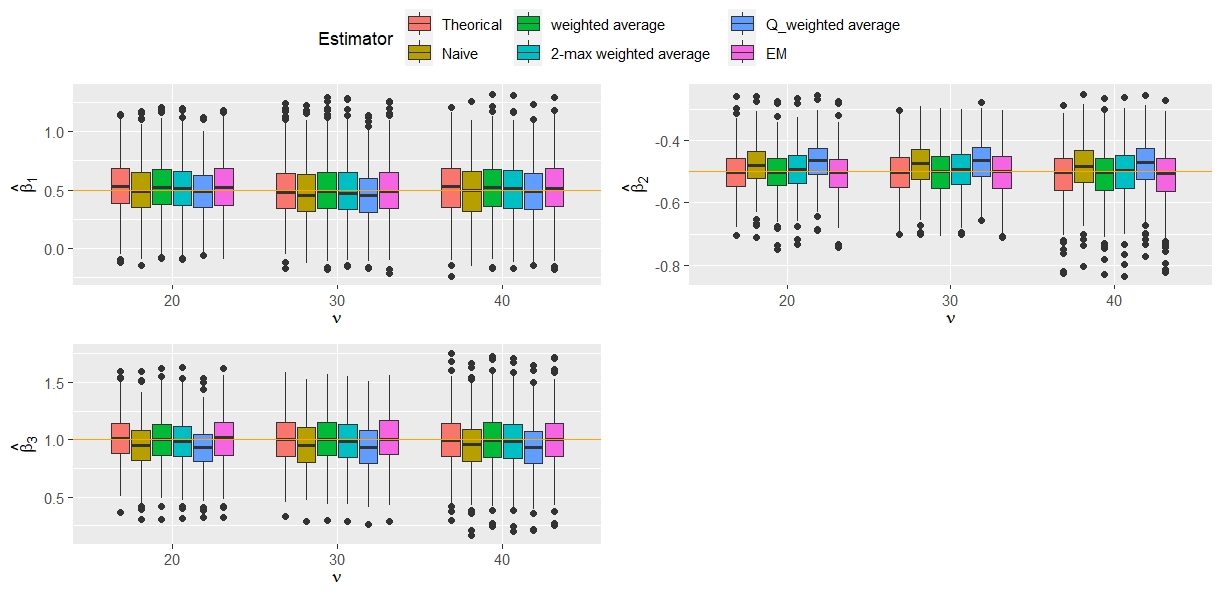 Estimator
Theorical weighted average Q_weighted average
Naive 2-max weighted average EM
β̂1
1.0
0.5
0.0
20 30 40
ν
β̂2
-0.4
-0.6
-0.8
20 30 40
ν
β̂3
1.5
1.0
0.5
20 30 40
ν